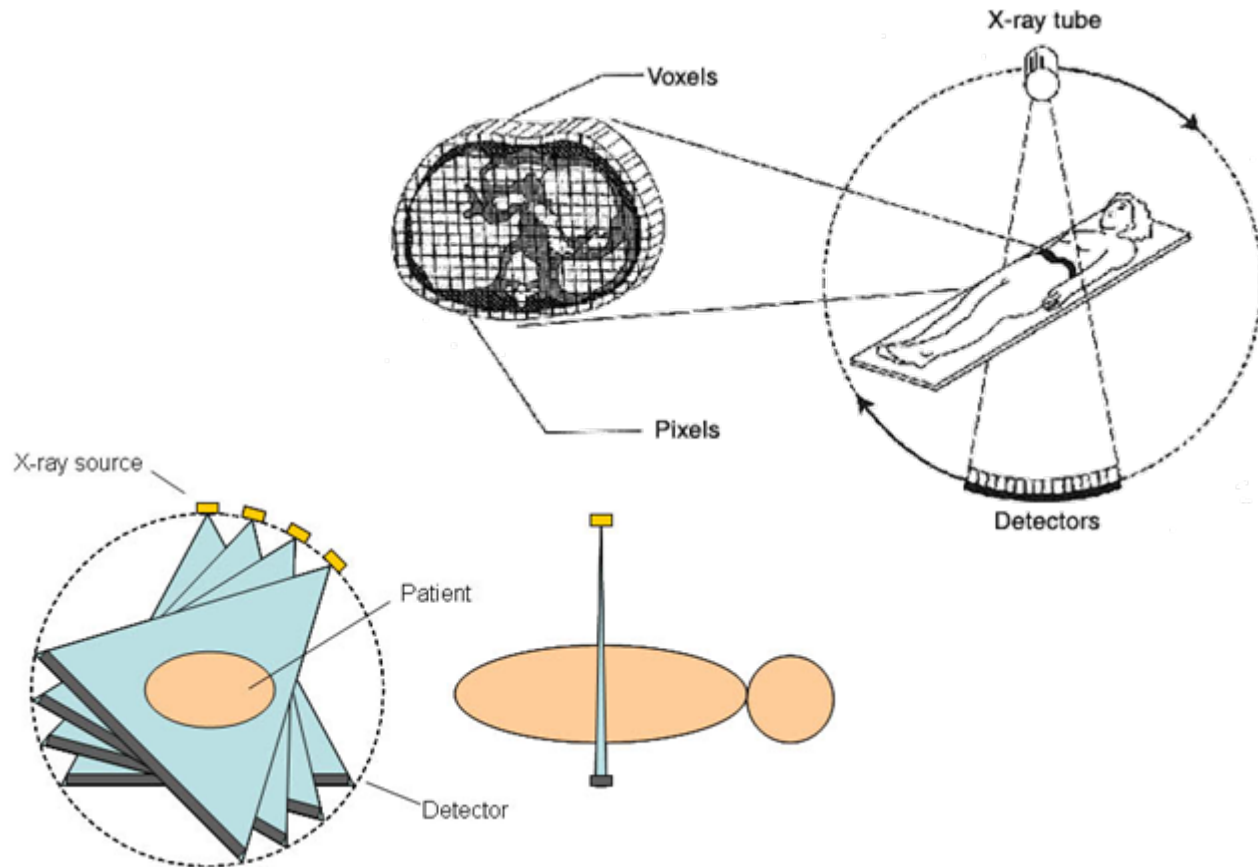 X-ray tube
Voxels
Pixels
Detectors
X-ray source
Patient
Detector